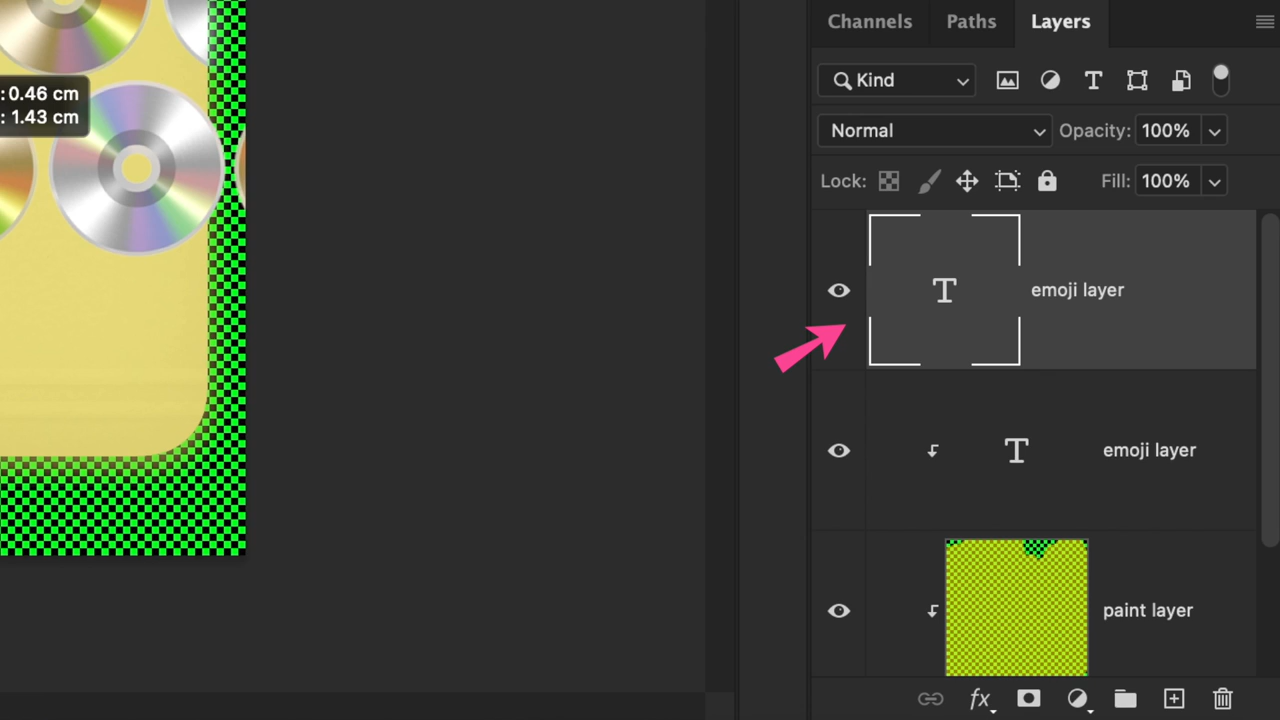 Channels Paths Layers
Kind
Normal Opacity: 100%
Lock: Fill: 100%
:0.46 cm
: 1.43 cm
T emoji layer
T emoji layer
paint layer
fx